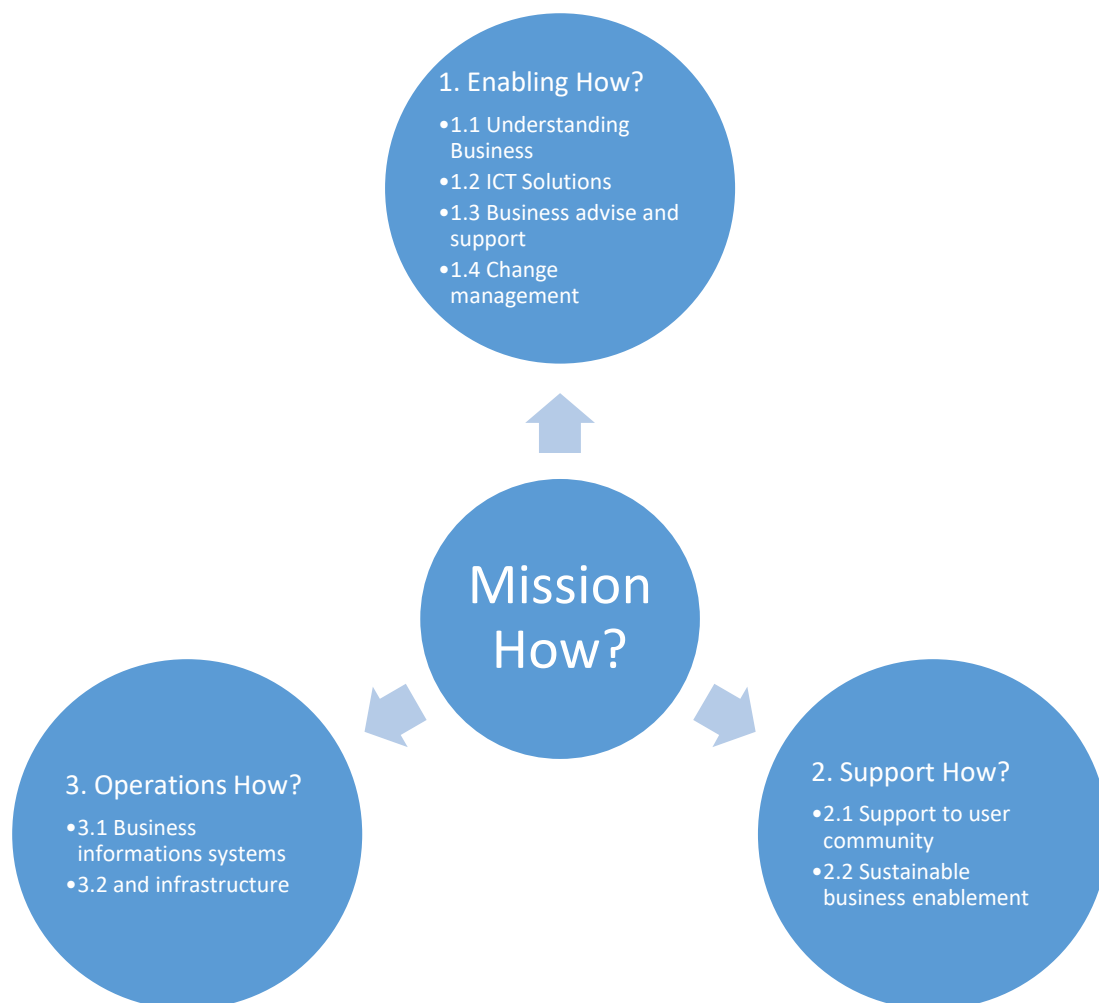 1. Enabling How?
•1.1 Understanding
Business
•1.2 ICT Solutions
•1.3 Business advise and
support
•1.4 Change
management
Mission
How?
2. Support How?
•2.1 Support to user
community
•2.2 Sustainable
business enablement
3. Operations How?
•3.1 Business
informations systems
•3.2 and infrastructure